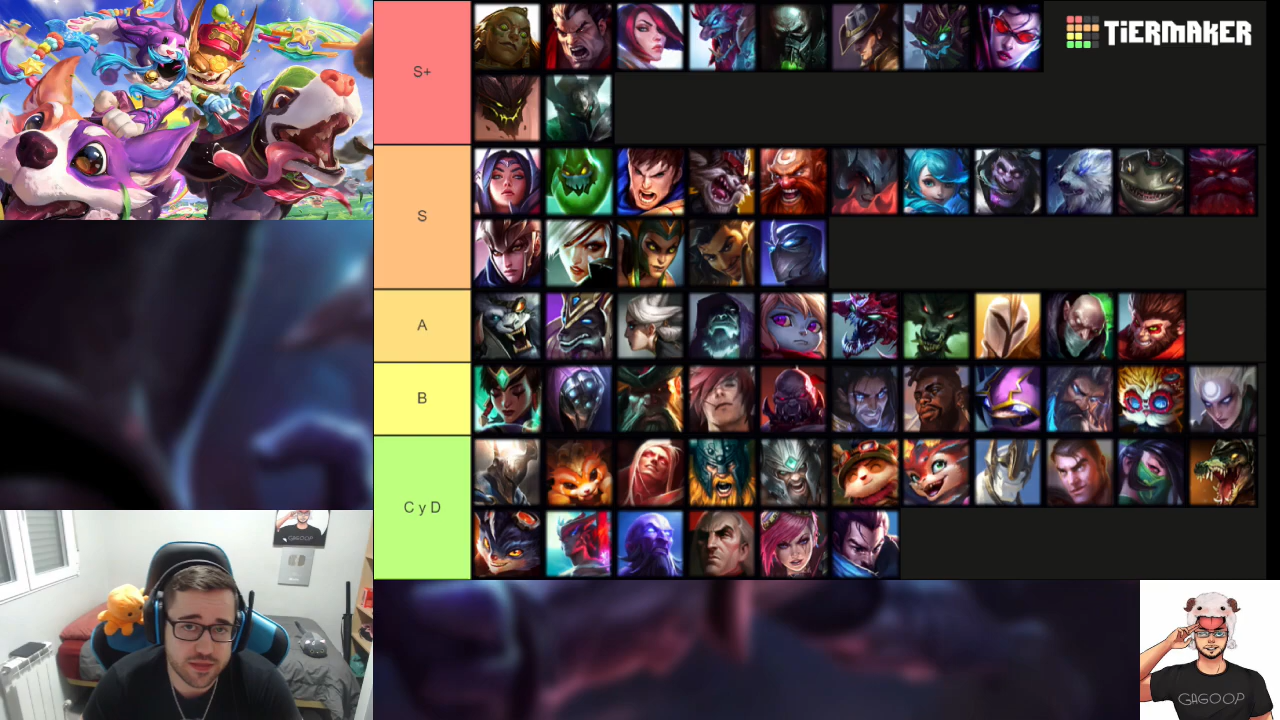 S+
TiERMAKER
S
A
B
C y D
GAGOOP
GAGOOP